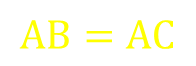 AB = AC